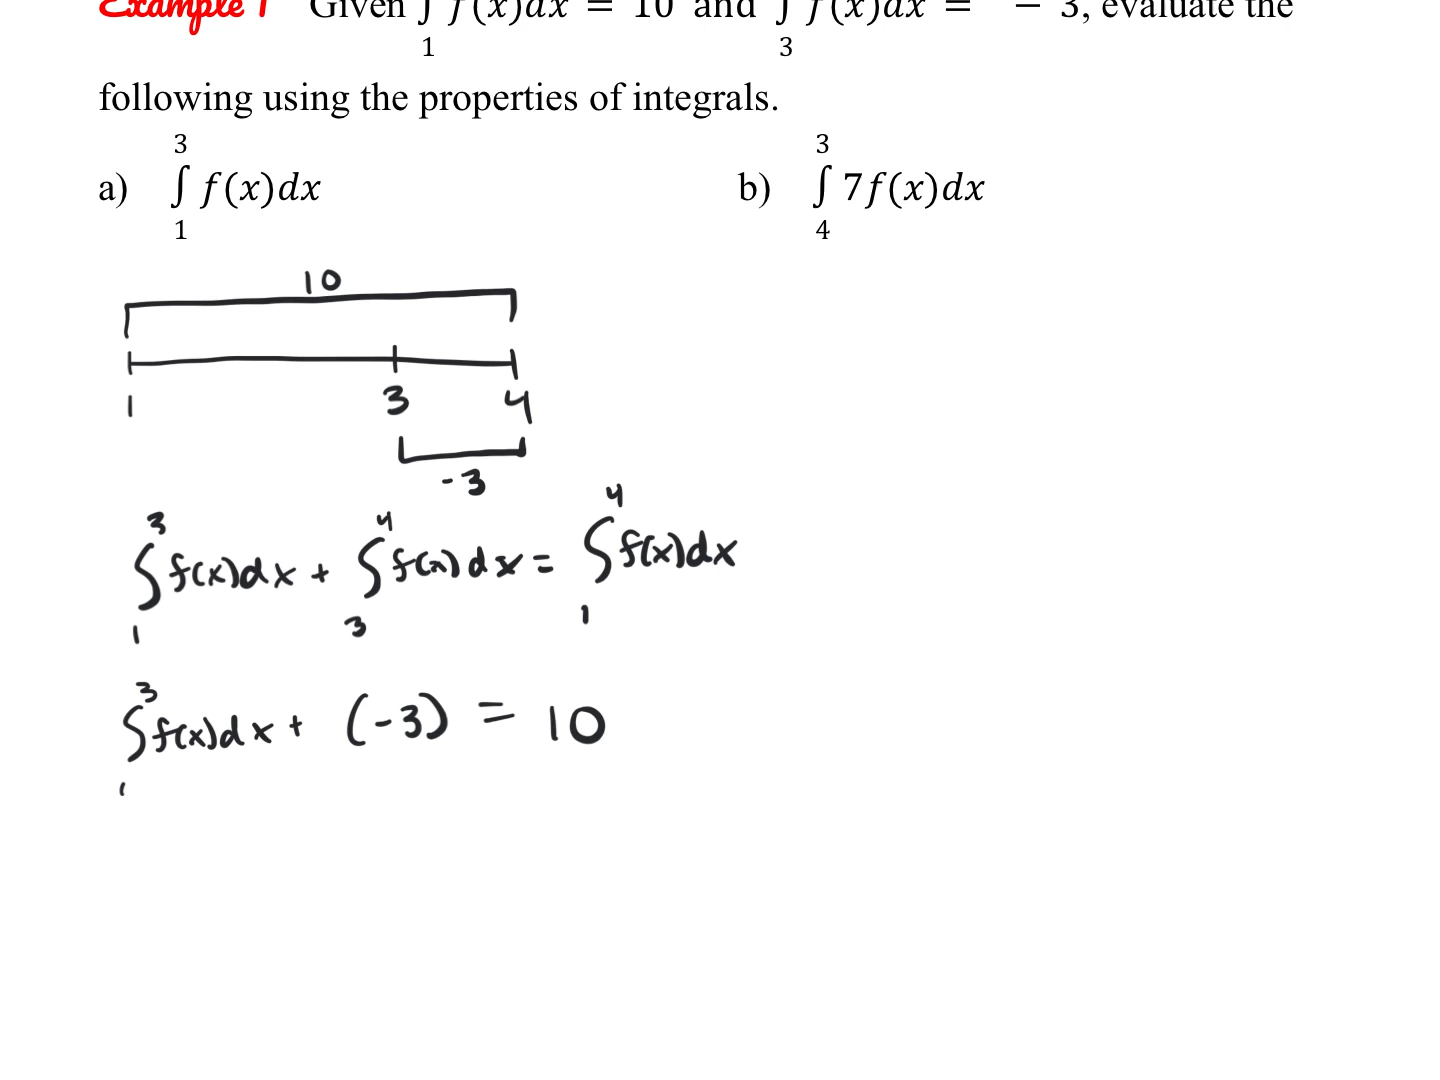 Example 1 Given ∫ f(x)dx = 10 and ∫ f(x)dx = − 3, evaluate the
1 3
following using the properties of integrals.
3 3
a) ∫ f(x)dx b) ∫ 7f(x)dx
1 4
10
1 3 4
-3
3 4 4
∫ f(x)dx + ∫ f(x)dx = ∫ f(x)dx
1 3 1
3
∫ f(x)dx + (-3) = 10
1